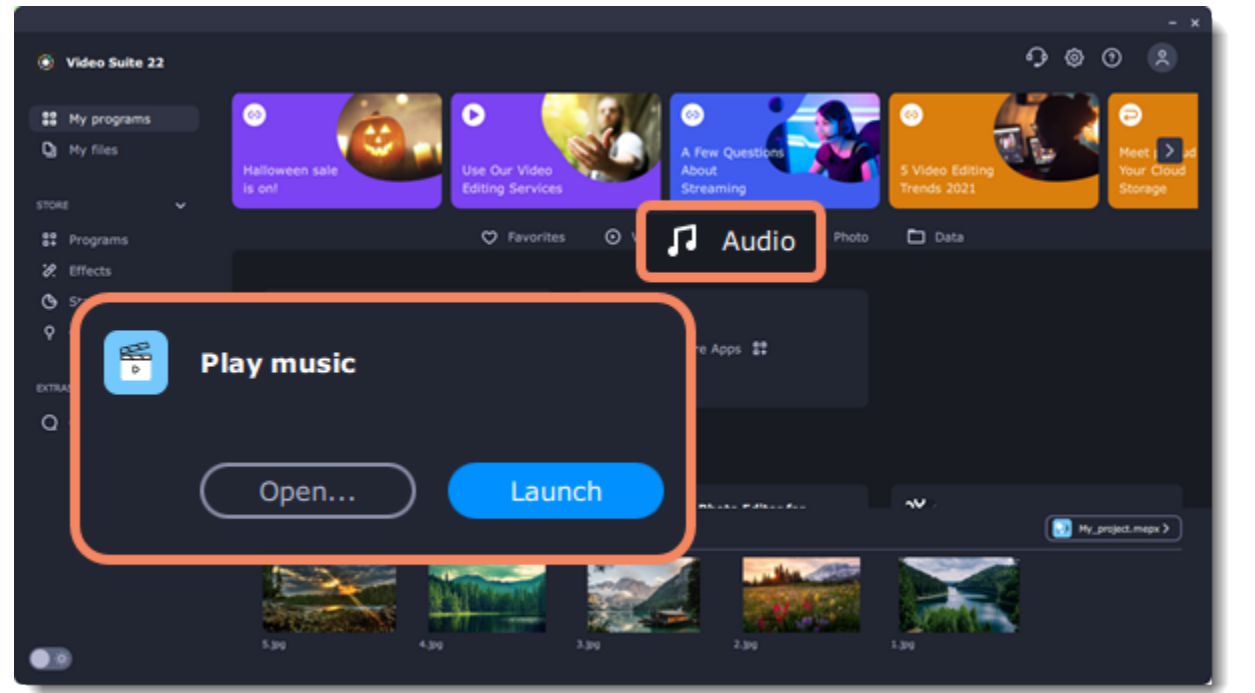 Video Suite 22
My programs
My files
STORE
Programs
Effects
Halloween sale
is on!
Use Our Video
Editing Services
A Few Questions
About
Streaming
5 Video Editing
Trends 2021
Meet
Your Cloud
Storage
Favorites
Audio
Photo
Data
Play music
Open...
Launch
Apps
My_project.mepx
5.jpg
4.jpg
3.jpg
2.jpg
1.jpg